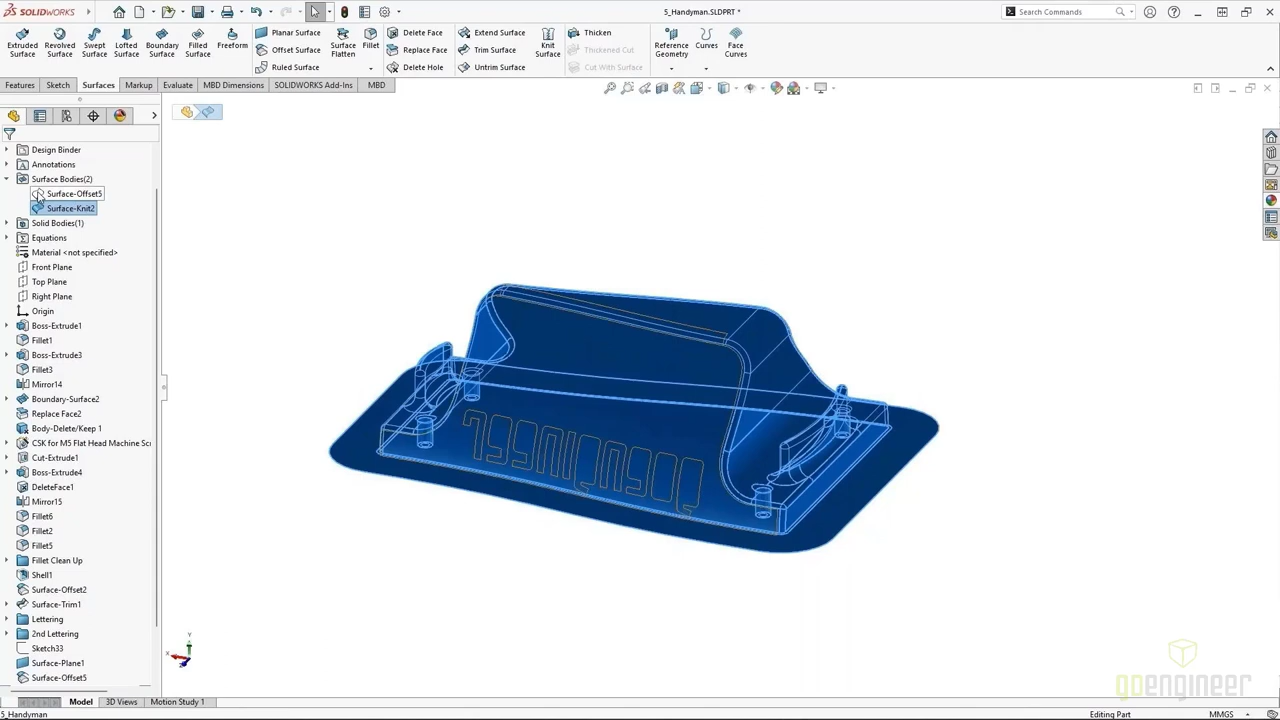 SOLIDWORKS
5_Handyman.SLDPRT *
Search Commands
Extruded Surface
Revolved Surface
Swept Surface
Lofted Surface
Boundary Surface
Filled Surface
Freeform
Planar Surface
Offset Surface
Ruled Surface
Surface Flatten
Fillet
Delete Face
Replace Face
Delete Hole
Extend Surface
Trim Surface
Untrim Surface
Knit Surface
Thicken
Thickened Cut
Cut With Surface
Reference Geometry
Curves
Face Curves
Features
Sketch
Surfaces
Markup
Evaluate
MBD Dimensions
SOLIDWORKS Add-Ins
MBD
Design Binder
Annotations
Surface Bodies(2)
Surface-Offset5
Surface-Knit2
Solid Bodies(1)
Equations
Material <not specified>
Front Plane
Top Plane
Right Plane
Origin
Boss-Extrude1
Fillet1
Boss-Extrude3
Fillet3
Mirror14
Boundary-Surface2
Replace Face2
Body-Delete/Keep 1
CSK for M5 Flat Head Machine Scr
Cut-Extrude1
Boss-Extrude4
DeleteFace1
Mirror15
Fillet6
Fillet2
Fillet5
Fillet Clean Up
Shell1
Surface-Offset2
Surface-Trim1
Lettering
2nd Lettering
Sketch33
Surface-Plane1
Surface-Offset5
Y
X
Z
goengineer
Model
3D Views
Motion Study 1
5_Handyman
Editing Part
MMGS